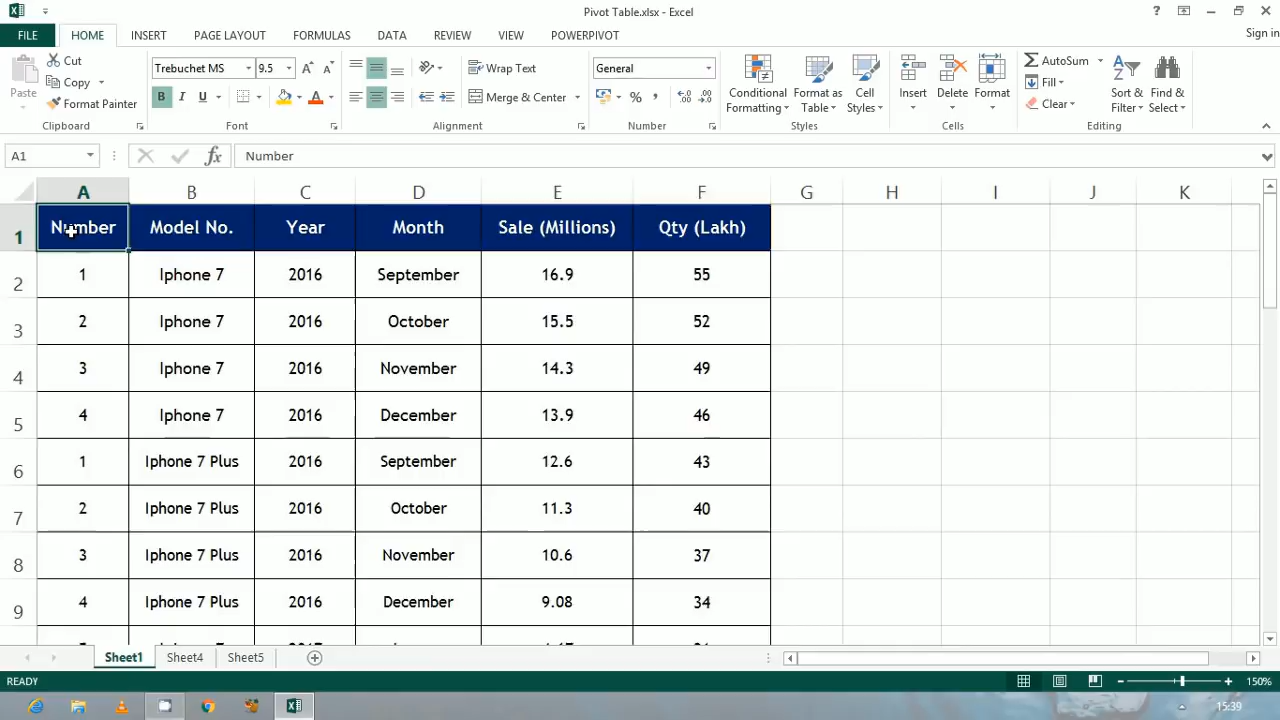 Pivot Table.xlsx - Excel
?
Sign in
FILE HOME INSERT PAGE LAYOUT FORMULAS DATA REVIEW VIEW POWERPIVOT
Paste
Cut
Copy
Format Painter
Clipboard
Trebuchet MS 9.5
B I U
Font
Wrap Text
Merge & Center
Alignment
General
%
Number
Conditional Formatting
Format as Table
Cell Styles
Styles
Insert
Delete
Format
Cells
AutoSum
Fill
Clear
Sort & Filter
Find & Select
Editing
A1 fx Number
A B C D E F G H I J K
1 Number Model No. Year Month Sale (Millions) Qty (Lakh)
2 1 Iphone 7 2016 September 16.9 55
3 2 Iphone 7 2016 October 15.5 52
4 3 Iphone 7 2016 November 14.3 49
5 4 Iphone 7 2016 December 13.9 46
6 1 Iphone 7 Plus 2016 September 12.6 43
7 2 Iphone 7 Plus 2016 October 11.3 40
8 3 Iphone 7 Plus 2016 November 10.6 37
9 4 Iphone 7 Plus 2016 December 9.08 34
Sheet1 Sheet4 Sheet5
READY 150%
15:39